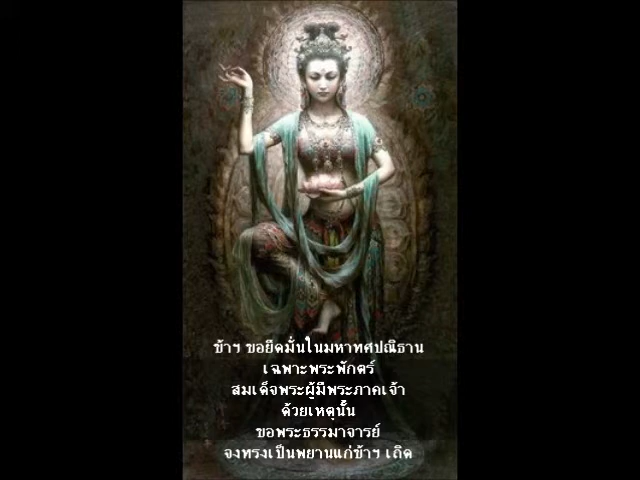 ข้าฯ ขอยึดมั่นในมหาทศปณิธาน
เฉพาะพระพักตร์
สมเด็จพระผู้มีพระภาคเจ้า
ด้วยเหตุนั้น
ขอพระธรรมาจารย์
จงทรงเป็นพยานแก่ข้าฯ เถิด